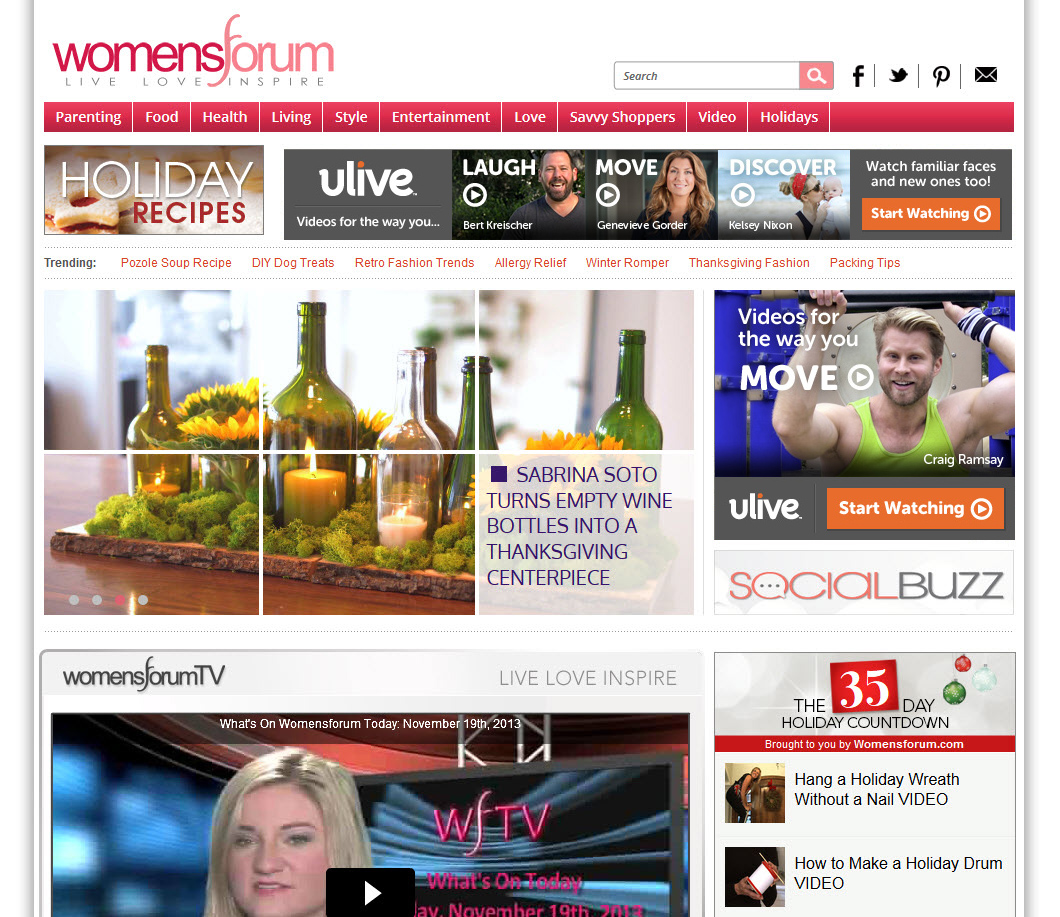 womensforum
LIVE LOVE INSPIRE
Search
Parenting Food Health Living Style Entertainment Love Savvy Shoppers Video Holidays
HOLIDAY
RECIPES
ulive
Videos for the way you...
LAUGH
Bert Kreischer
MOVE
Genevieve Gorder
DISCOVER
Kelsey Nixon
Watch familiar faces
and new ones too!
Start Watching
Trending: Pozole Soup Recipe DIY Dog Treats Retro Fashion Trends Allergy Relief Winter Romper Thanksgiving Fashion Packing Tips
SABRINA SOTO
TURNS EMPTY WINE
BOTTLES INTO A
THANKSGIVING
CENTERPIECE
Videos for
the way you
MOVE
Craig Ramsay
ulive Start Watching
SOCIALBUZZ
womensforumTV LIVE LOVE INSPIRE
What's On Womensforum Today: November 19th, 2013
WfTV
What's On Today
ay, November 19th, 2013
THE 35 DAY
HOLIDAY COUNTDOWN
Brought to you by Womensforum.com
Hang a Holiday Wreath
Without a Nail VIDEO
How to Make a Holiday Drum
VIDEO